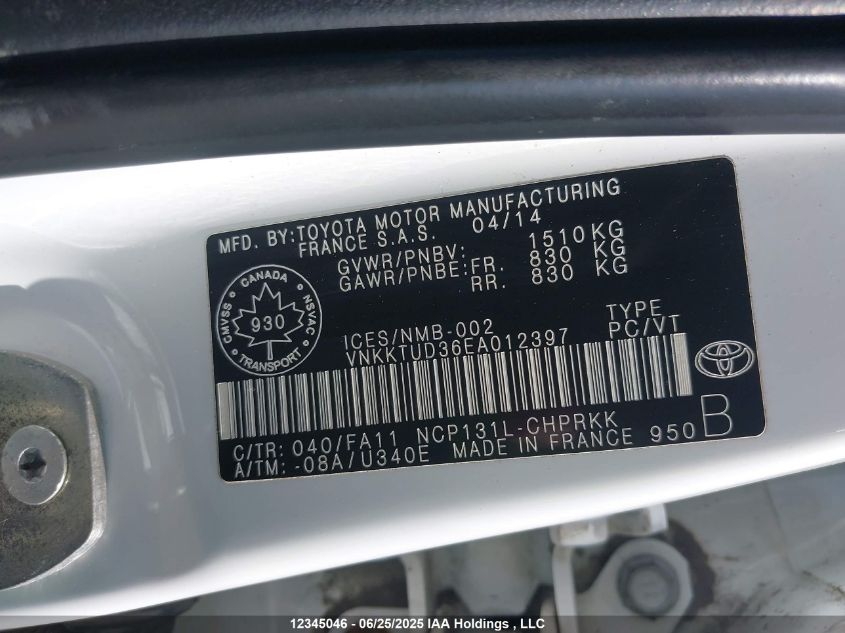 MFD. BY: TOYOTA MOTOR MANUFACTURING
FRANCE S.A.S. 04/14
GVWR/PNBV: 1510 KG
GAWR/PNBE: FR. 830 KG
RR. 830 KG
CANADA
CMVSS
NSVAC
930
TRANSPORT
ICES/NMB-002
VNKKTUD36EA012397
TYPE
PC/VT
C/TR: 040/FA11 NCP131L-CHPRKK
A/TM: -08A/U340E MADE IN FRANCE 950 B
12345046 - 06/25/2025 IAA Holdings , LLC